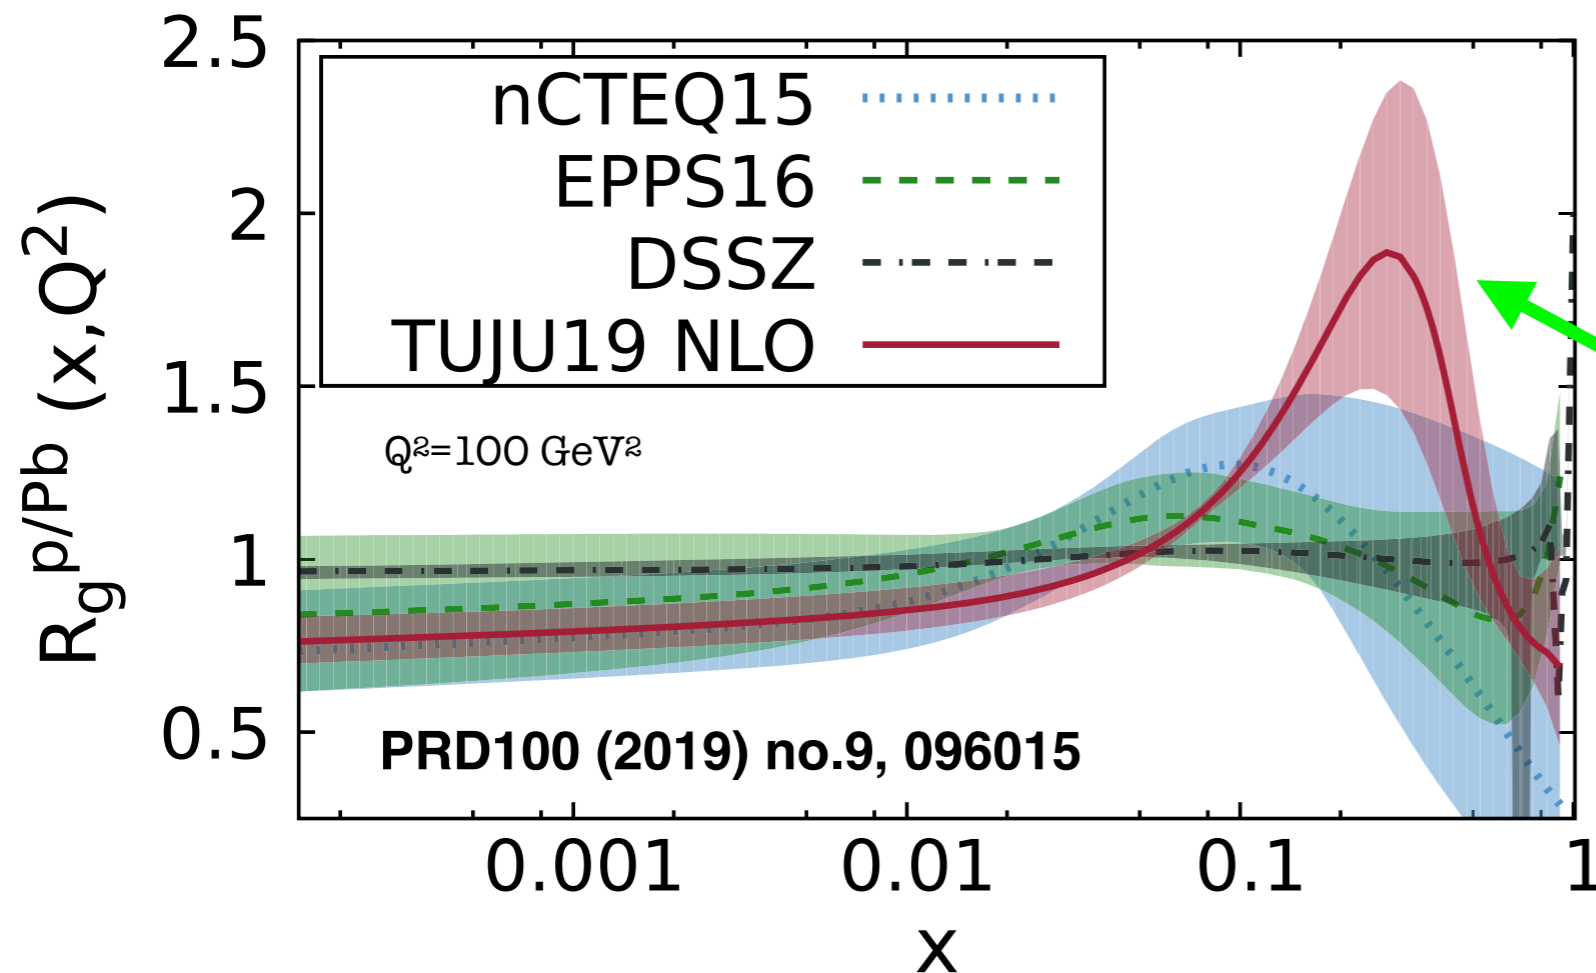 2.5
2
1.5
1
0.5
R_g^{p/Pb} (x,Q²)
nCTEQ15
EPPS16
DSSZ
TUJU19 NLO
Q²=100 GeV²
PRD100 (2019) no.9, 096015
0.001 0.01 0.1 1
x